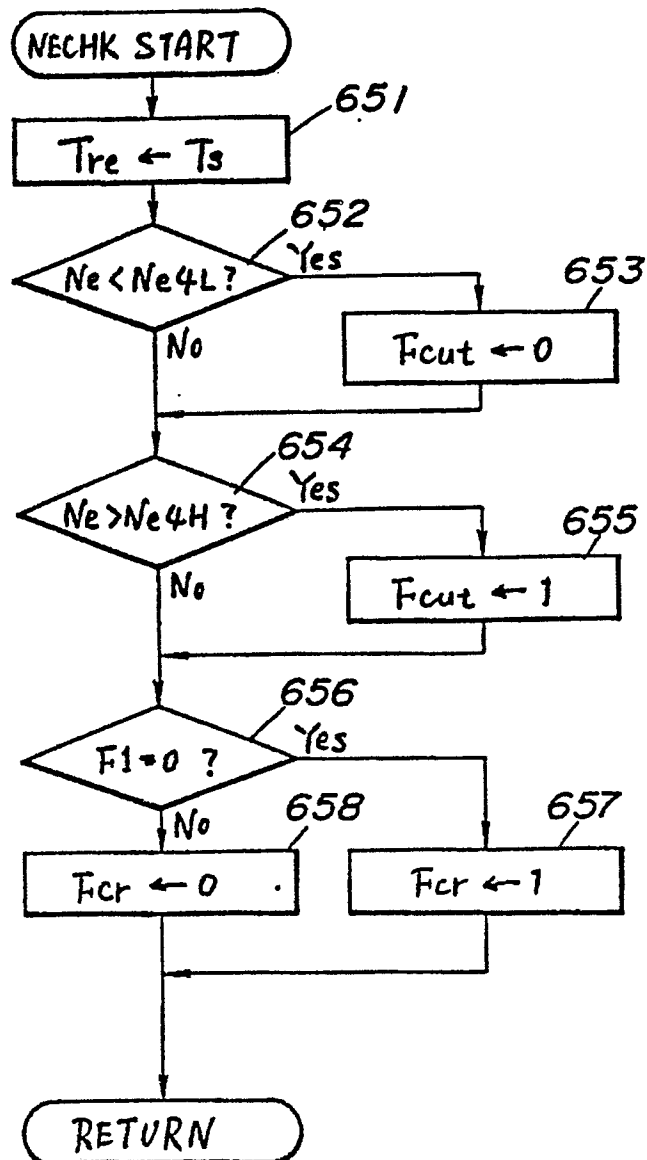 NECHK START
651
Tre ← Ts
652
Ne < Ne4L ?
Yes
653
No
Fcut ← 0
654
Ne > Ne4H ?
Yes
655
No
Fcut ← 1
656
F1=0 ?
Yes
No
658
657
Fcr ← 0
Fcr ← 1
RETURN